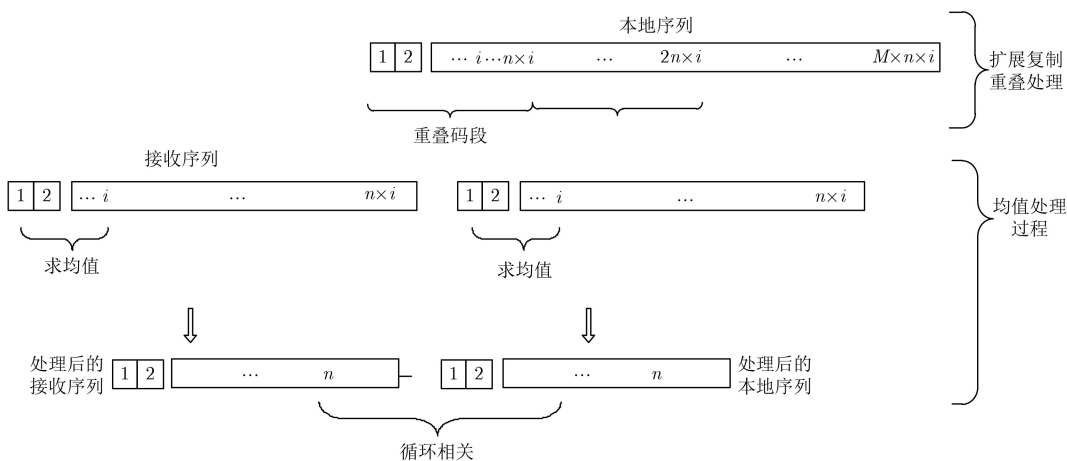 本地序列
1 2 … i…n×i … 2n×i … M×n×i
扩展复制
重叠处理
重叠码段
接收序列
1 2 … i … n×i
1 2 … i … n×i
均值处理
过程
求均值
求均值
处理后的
接收序列
1 2 … n
1 2 … n
处理后的
本地序列
循环相关